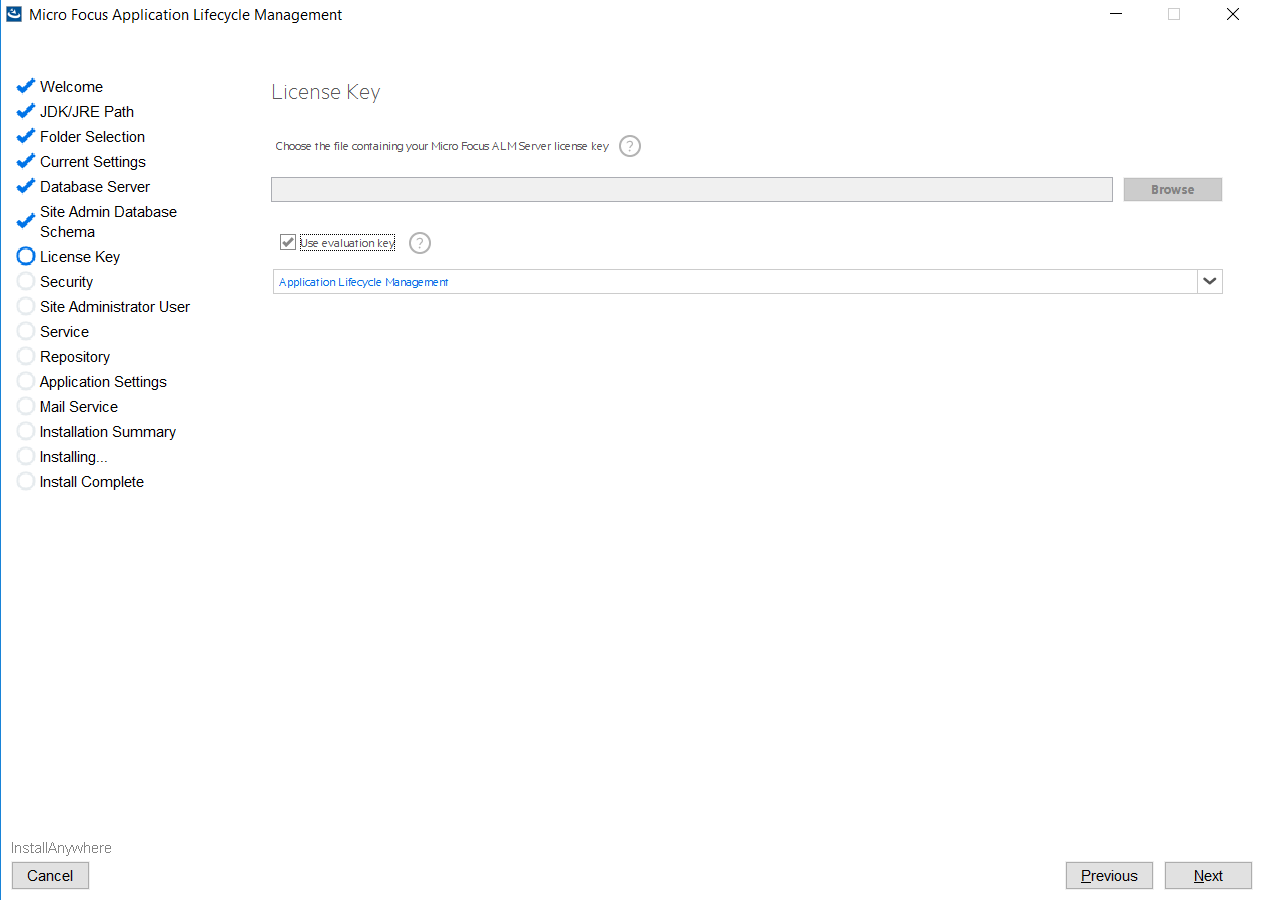 Micro Focus Application Lifecycle Management
Welcome
JDK/JRE Path
Folder Selection
Current Settings
Database Server
Site Admin Database
Schema
License Key
Security
Site Administrator User
Service
Repository
Application Settings
Mail Service
Installation Summary
Installing...
Install Complete
License Key
Choose the file containing your Micro Focus ALM Server license key ?
Browse
Use evaluation key ?
Application Lifecycle Management
InstallAnywhere
Cancel
Previous
Next